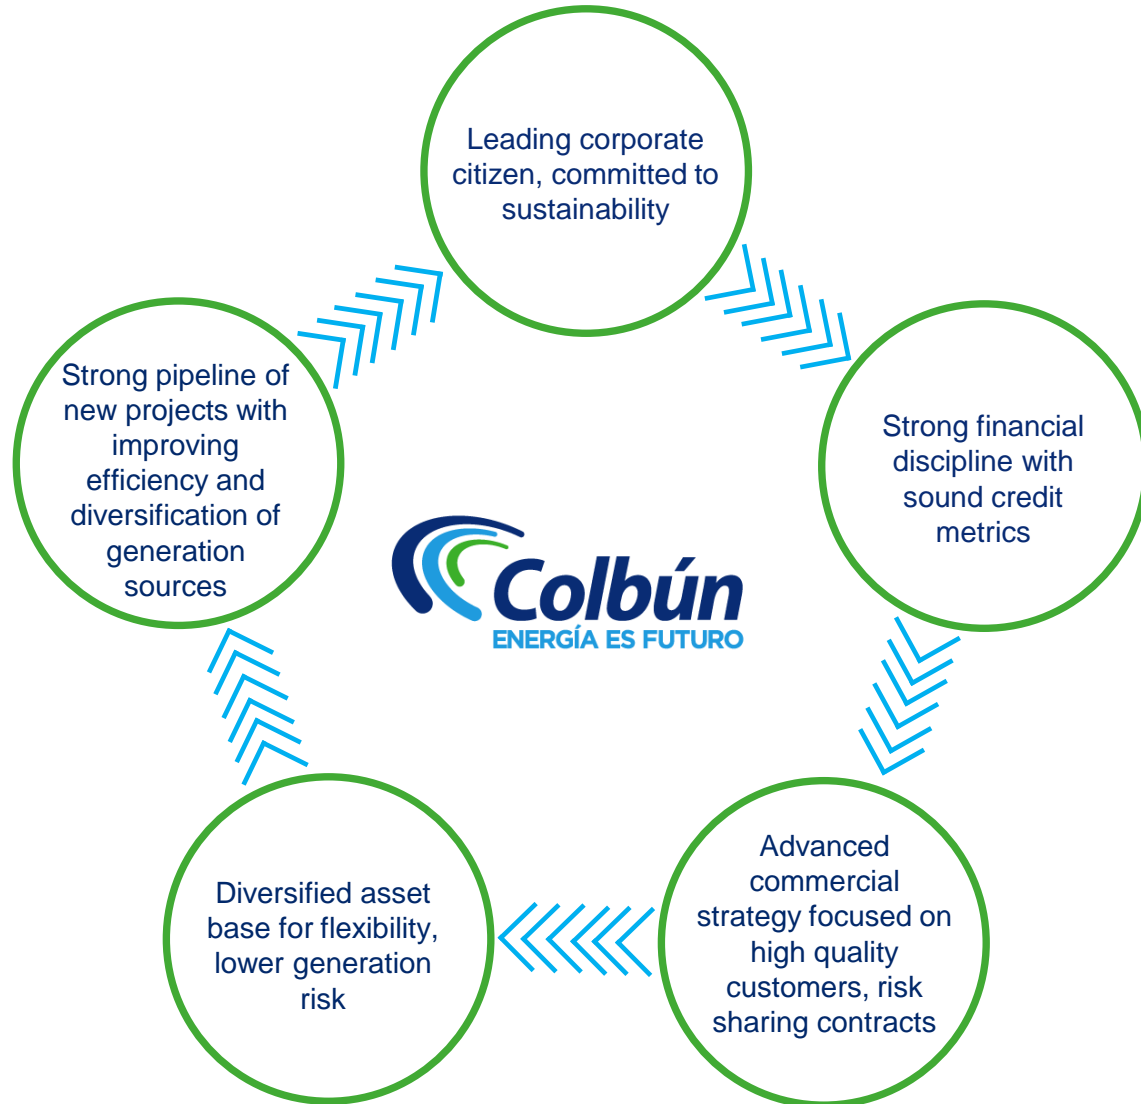 Leading corporate
citizen, committed to
sustainability
Strong pipeline of
new projects with
improving
efficiency and
diversification of
generation
sources
Strong financial
discipline with
sound credit
metrics
Colbún
ENERGÍA ES FUTURO
Diversified asset
base for flexibility,
lower generation
risk
Advanced
commercial
strategy focused on
high quality
customers, risk
sharing contracts